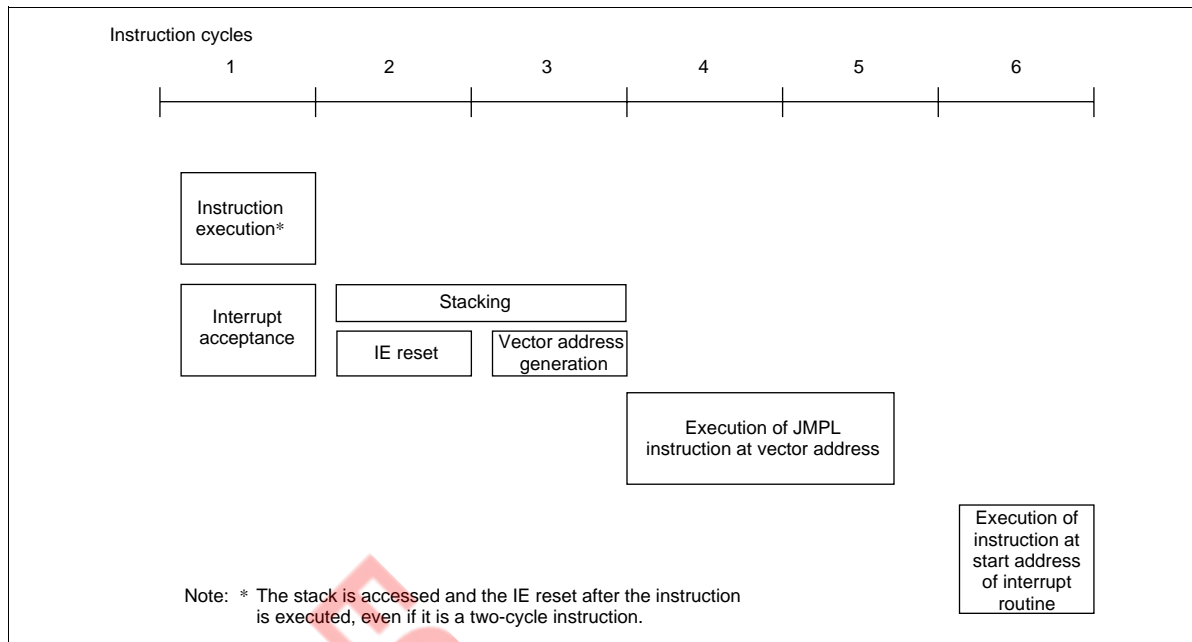 Instruction cycles
1 2 3 4 5 6
Instruction
execution*
Interrupt
acceptance
Stacking
IE reset
Vector address
generation
Execution of JMPL
instruction at vector address
Execution of
instruction at
start address
of interrupt
routine
Note: * The stack is accessed and the IE reset after the instruction
is executed, even if it is a two-cycle instruction.